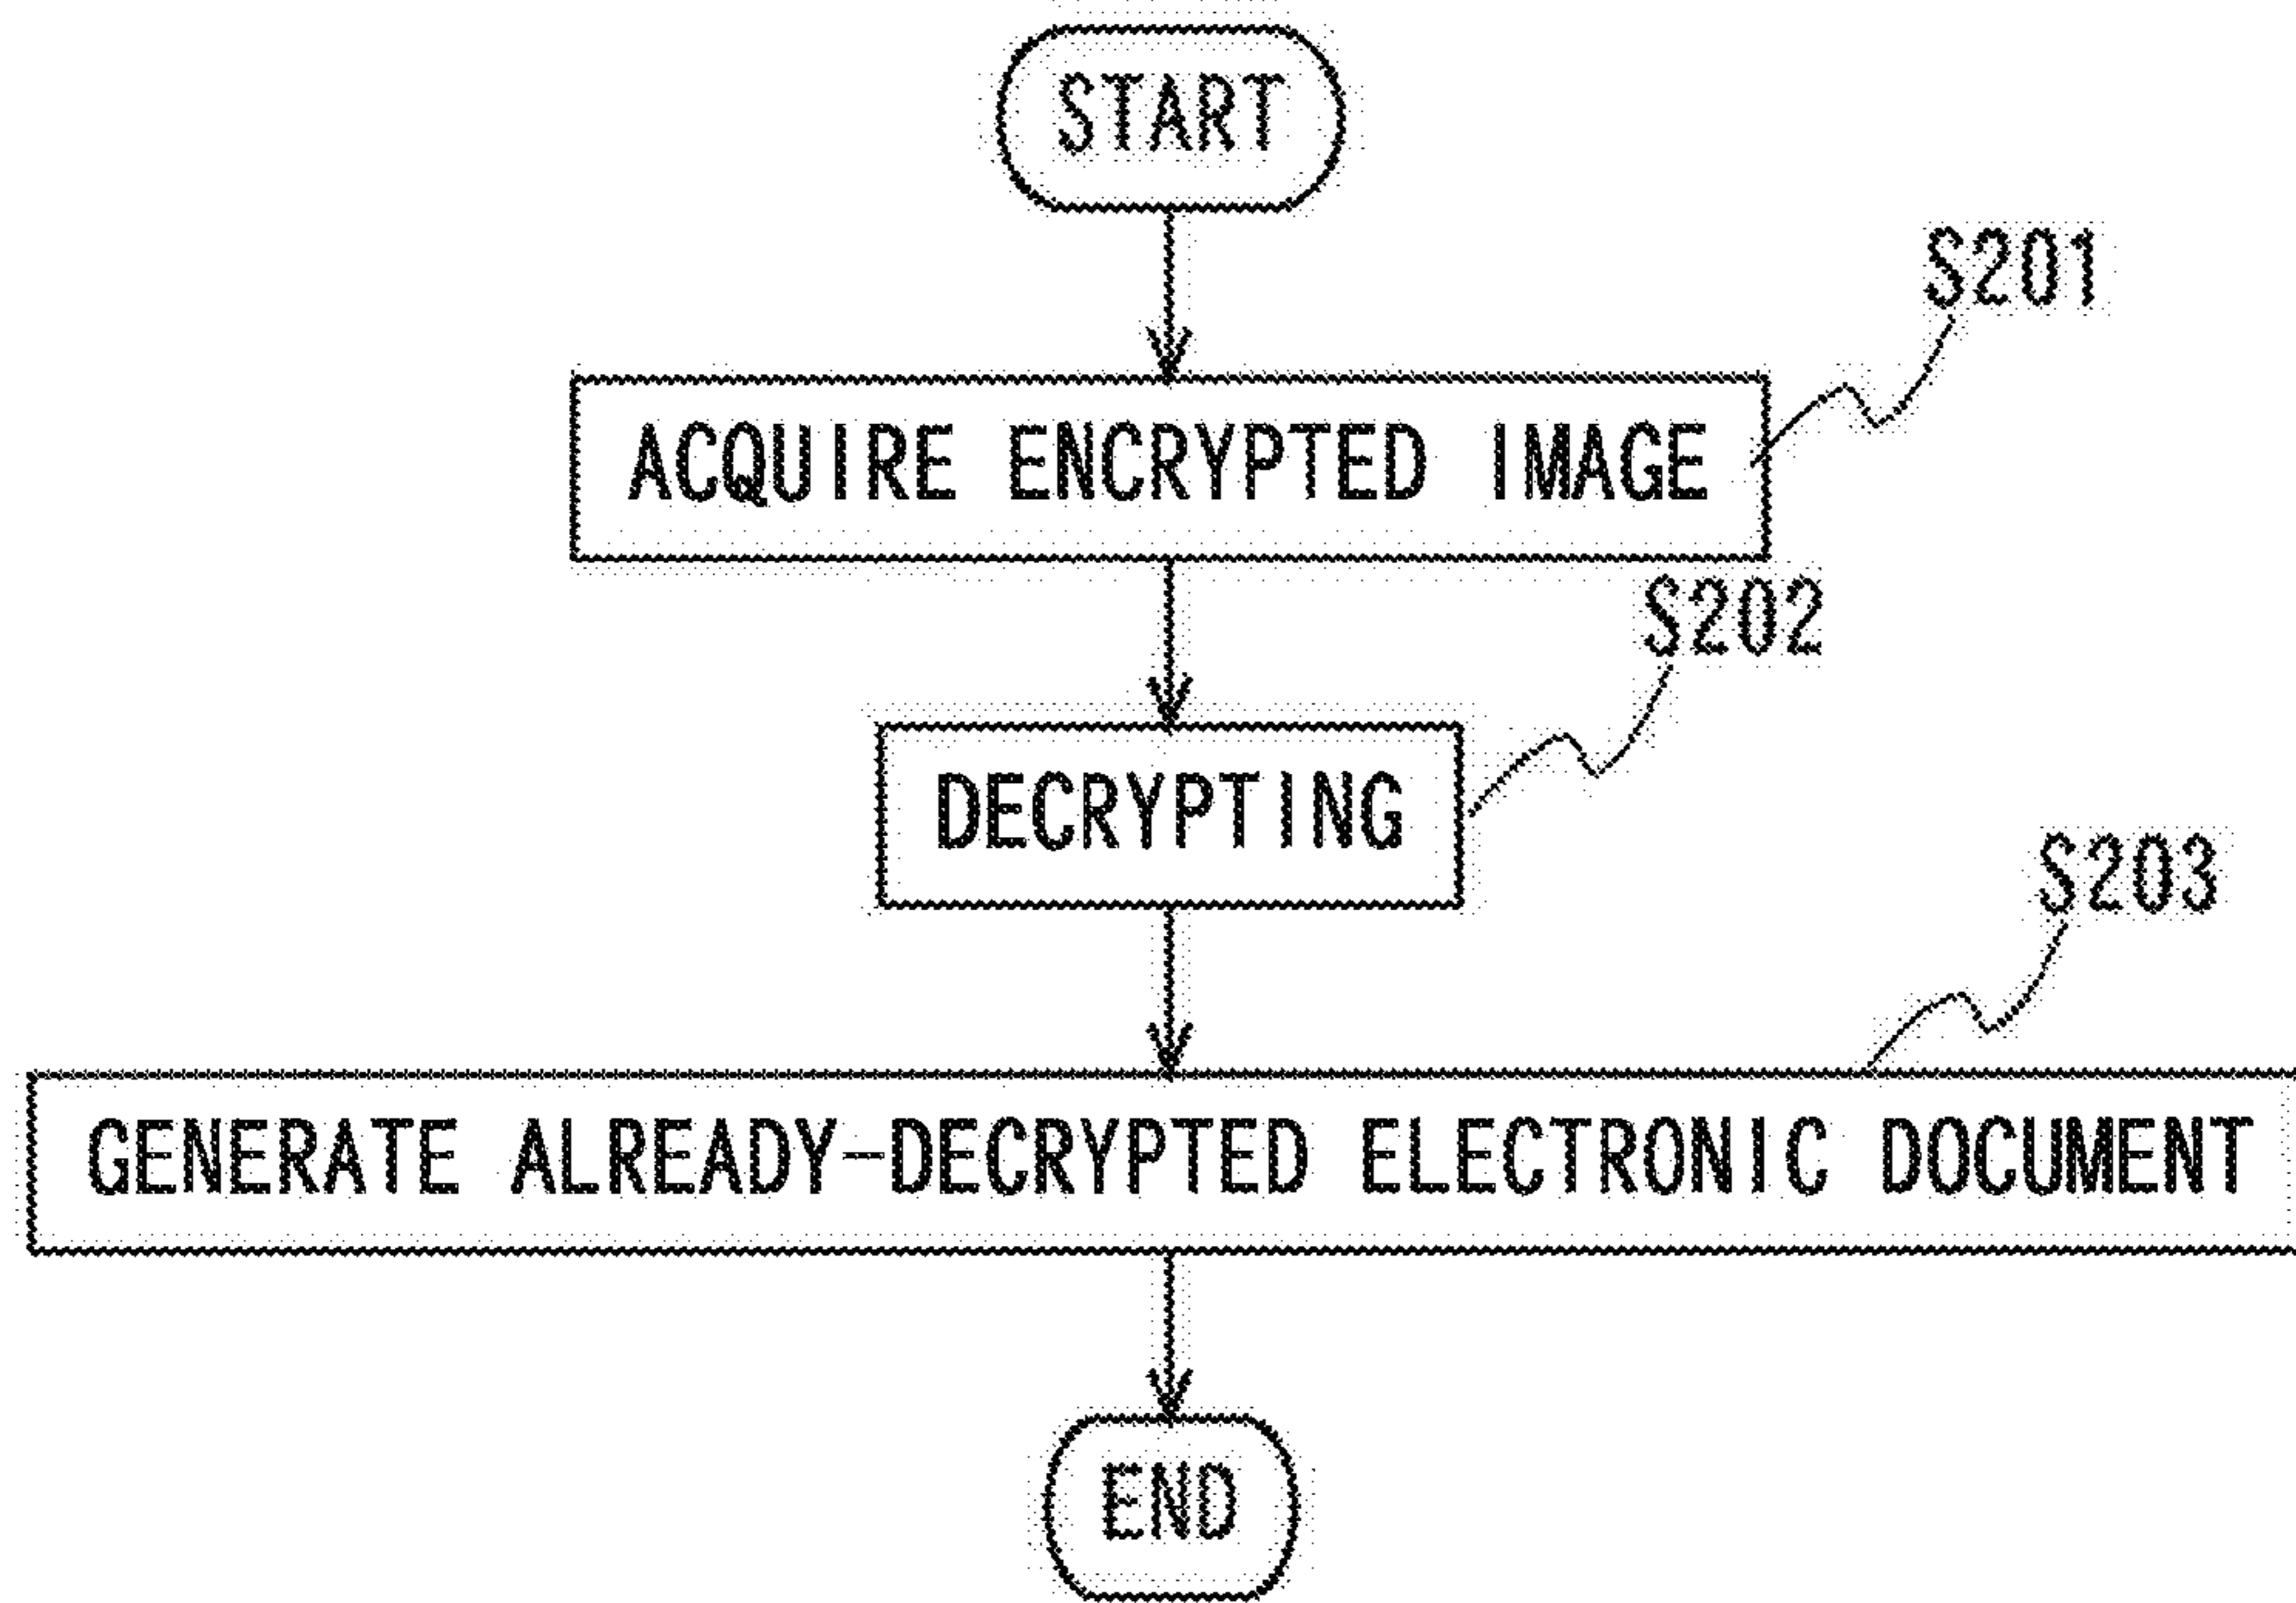 START
S201
ACQUIRE ENCRYPTED IMAGE
S202
DECRYPTING
S203
GENERATE ALREADY-DECRYPTED ELECTRONIC DOCUMENT
END